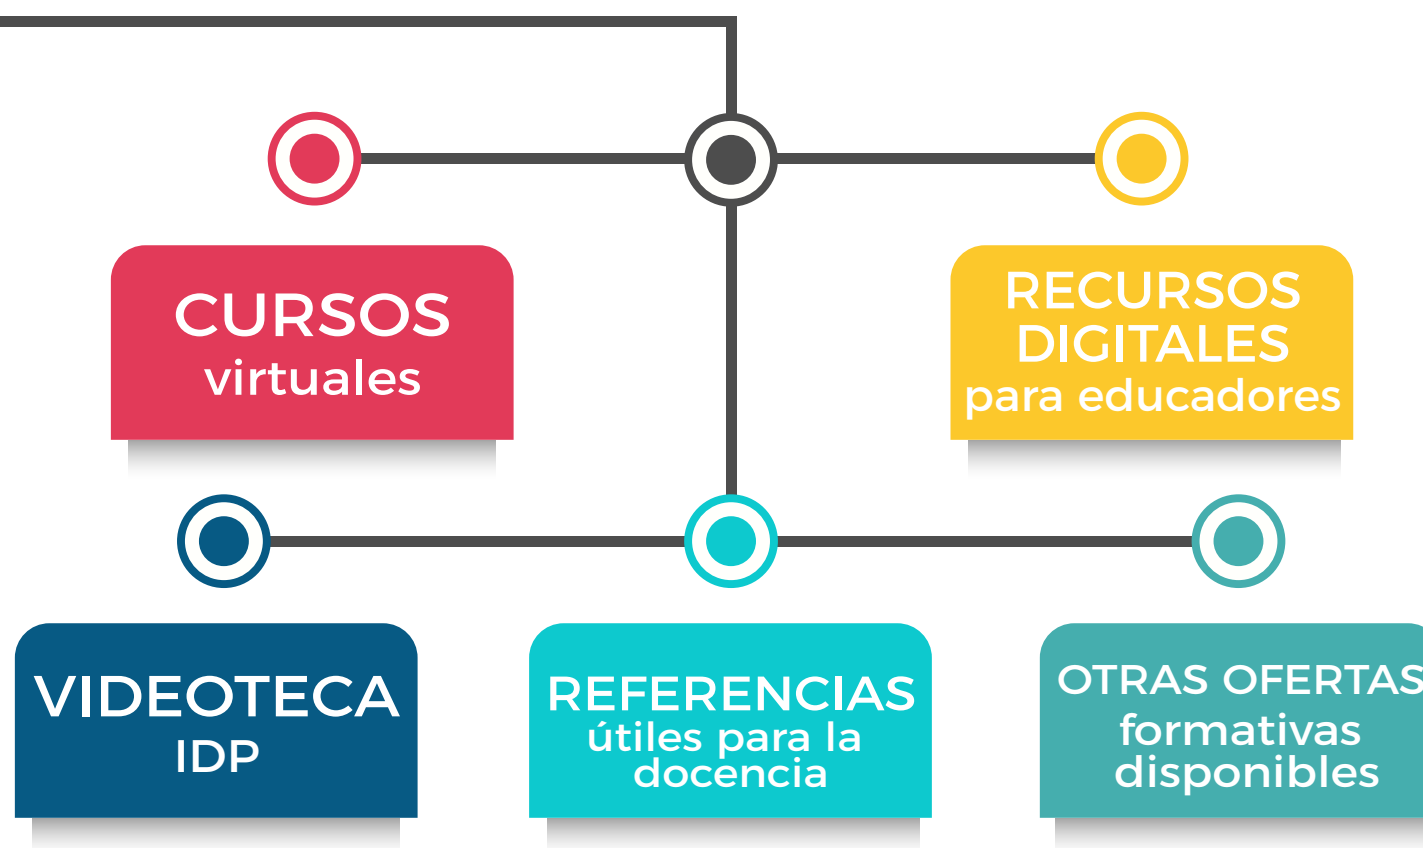 CURSOS
virtuales
RECURSOS
DIGITALES
para educadores
VIDEOTECA
IDP
REFERENCIAS
útiles para la
docencia
OTRAS OFERTAS
formativas
disponibles